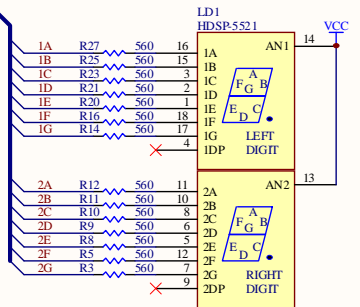 LD1
HDSP-5521
VCC
1A R27 560 16 1A AN1 14
1B R25 560 15 1B
1C R23 560 3 1C
1D R21 560 2 1D
1E R20 560 1 1E
1F R16 560 18 1F
1G R14 560 17 1G
4 1DP
A
F G B
E D C
LEFT
DIGIT
2A R12 560 11 2A AN2 13
2B R11 560 10 2B
2C R10 560 8 2C
2D R9 560 6 2D
2E R8 560 5 2E
2F R5 560 12 2F
2G R3 560 7 2G
9 2DP
A
F G B
E D C
RIGHT
DIGIT